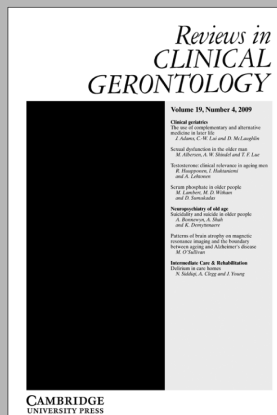 Reviews in
CLINICAL
GERONTOLOGY
Volume 19, Number 4, 2009
Clinical geriatrics
The use of complementary and alternative
medicine in later life
J. Adams, C.-W. Lui and D. McLaughlin
Sexual dysfunction in the older man
M. Albersen, A. W. Shindel and T. F. Lue
Testosterone: clinical relevance in ageing men
R. Huupponen, I. Huhtaniemi
and A. Lehtonen
Serum phosphate in older people
M. Lambert, M. D. Witham
and D. Sumukadas
Neuropsychiatry of old age
Suicidality and suicide in older people
A. Bonnewyn, A. Shah
and K. Demyttenaere
Patterns of brain atrophy on magnetic
resonance imaging and the boundary
between ageing and Alzheimer's disease
M. O'Sullivan
Intermediate Care & Rehabilitation
Delirium in care homes
N. Siddiqi, A. Clegg and J. Young
CAMBRIDGE
UNIVERSITY PRESS